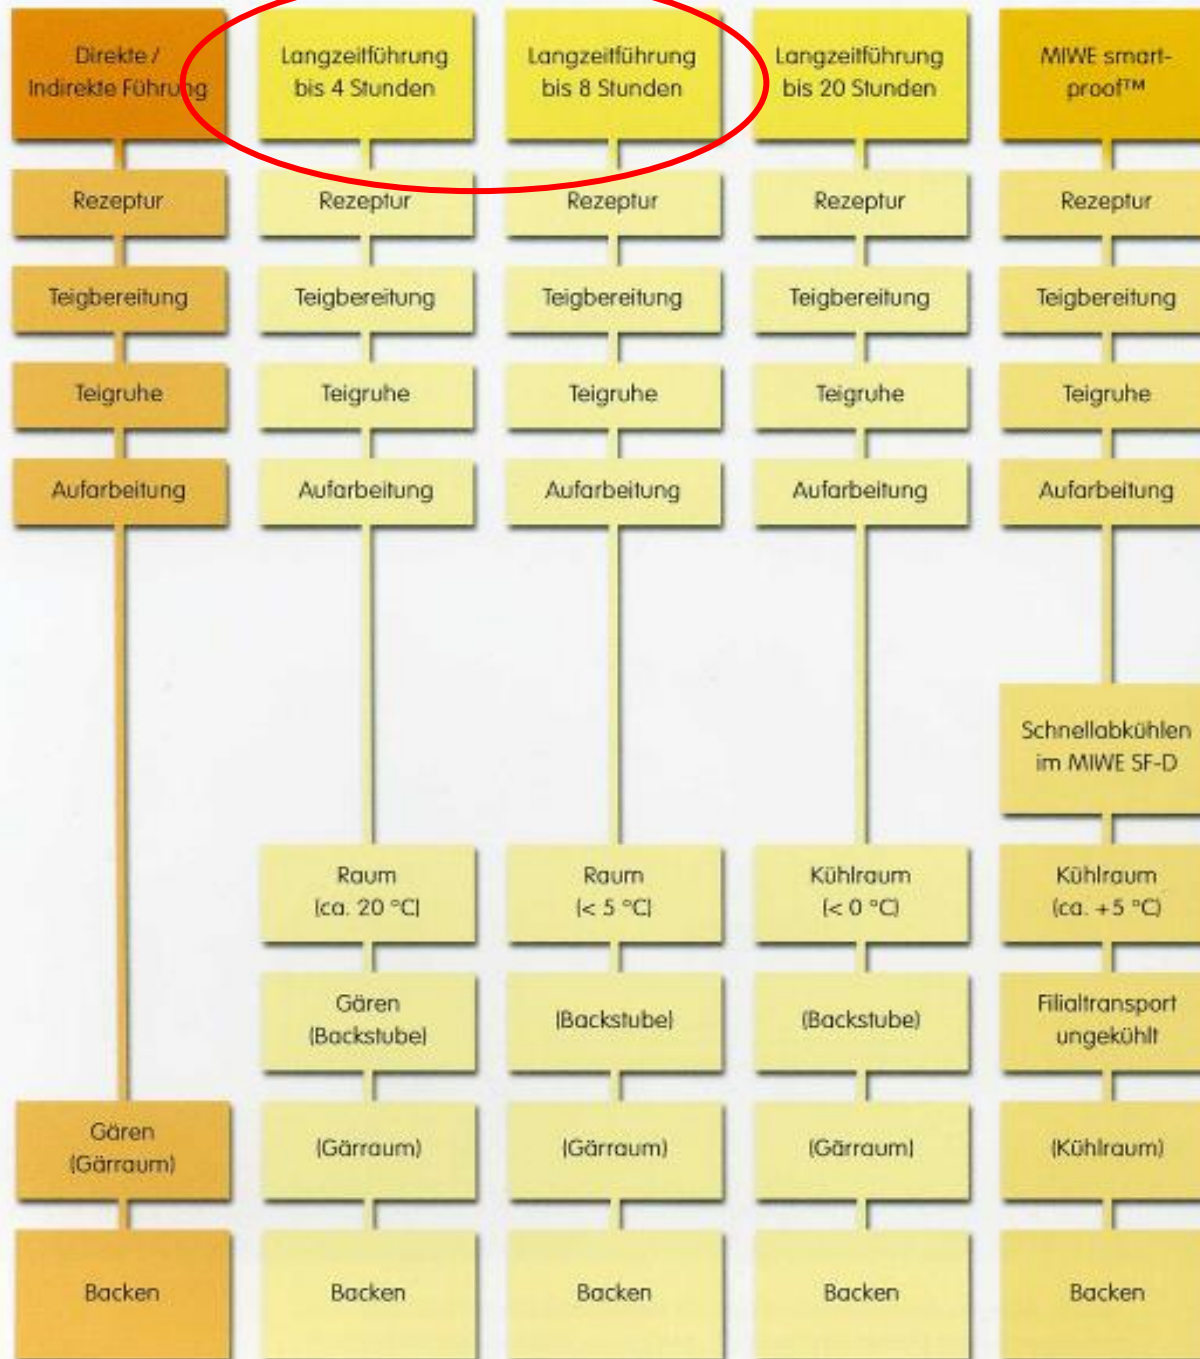 Direkte /
Indirekte Führung
Rezeptur
Teigbereitung
Teigruhe
Aufarbeitung
Gären
(Gärraum)
Backen
Langzeitführung
bis 4 Stunden
Rezeptur
Teigbereitung
Teigruhe
Aufarbeitung
Raum
(ca. 20 °C)
Gären
(Backstube)
(Gärraum)
Backen
Langzeitführung
bis 8 Stunden
Rezeptur
Teigbereitung
Teigruhe
Aufarbeitung
Raum
(< 5 °C)
(Backstube)
(Gärraum)
Backen
Langzeitführung
bis 20 Stunden
Rezeptur
Teigbereitung
Teigruhe
Aufarbeitung
Kühlraum
(< 0 °C)
(Backstube)
(Gärraum)
Backen
MIWE smart-
proof™
Rezeptur
Teigbereitung
Teigruhe
Aufarbeitung
Schnellabkühlen
im MIWE SF-D
Kühlraum
(ca. +5 °C)
Filialtransport
ungekühlt
(Kühlraum)
Backen